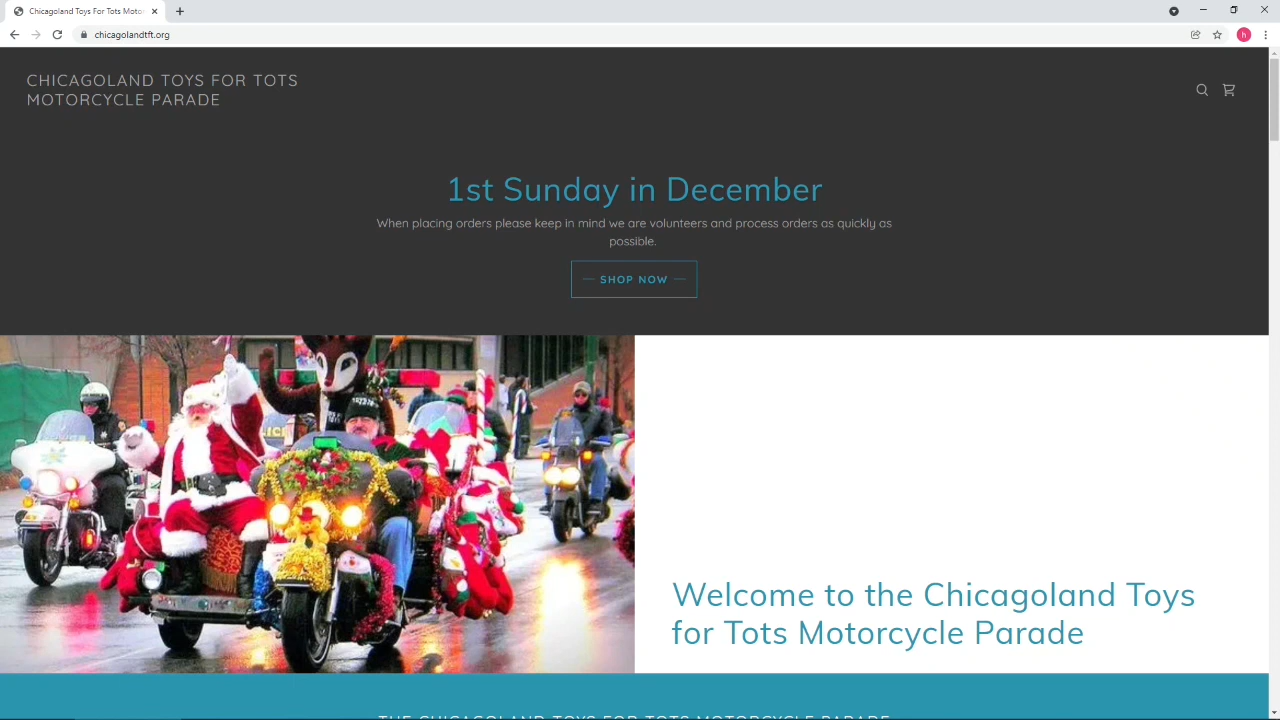 Chicagoland Toys For Tots Motor
chicagolandtft.org
h
CHICAGOLAND TOYS FOR TOTS
MOTORCYCLE PARADE
1st Sunday in December
When placing orders please keep in mind we are volunteers and process orders as quickly as
possible.
SHOP NOW
Welcome to the Chicagoland Toys
for Tots Motorcycle Parade
THE CHICAGOLAND TOYS FOR TOTS MOTORCYCLE PARADE